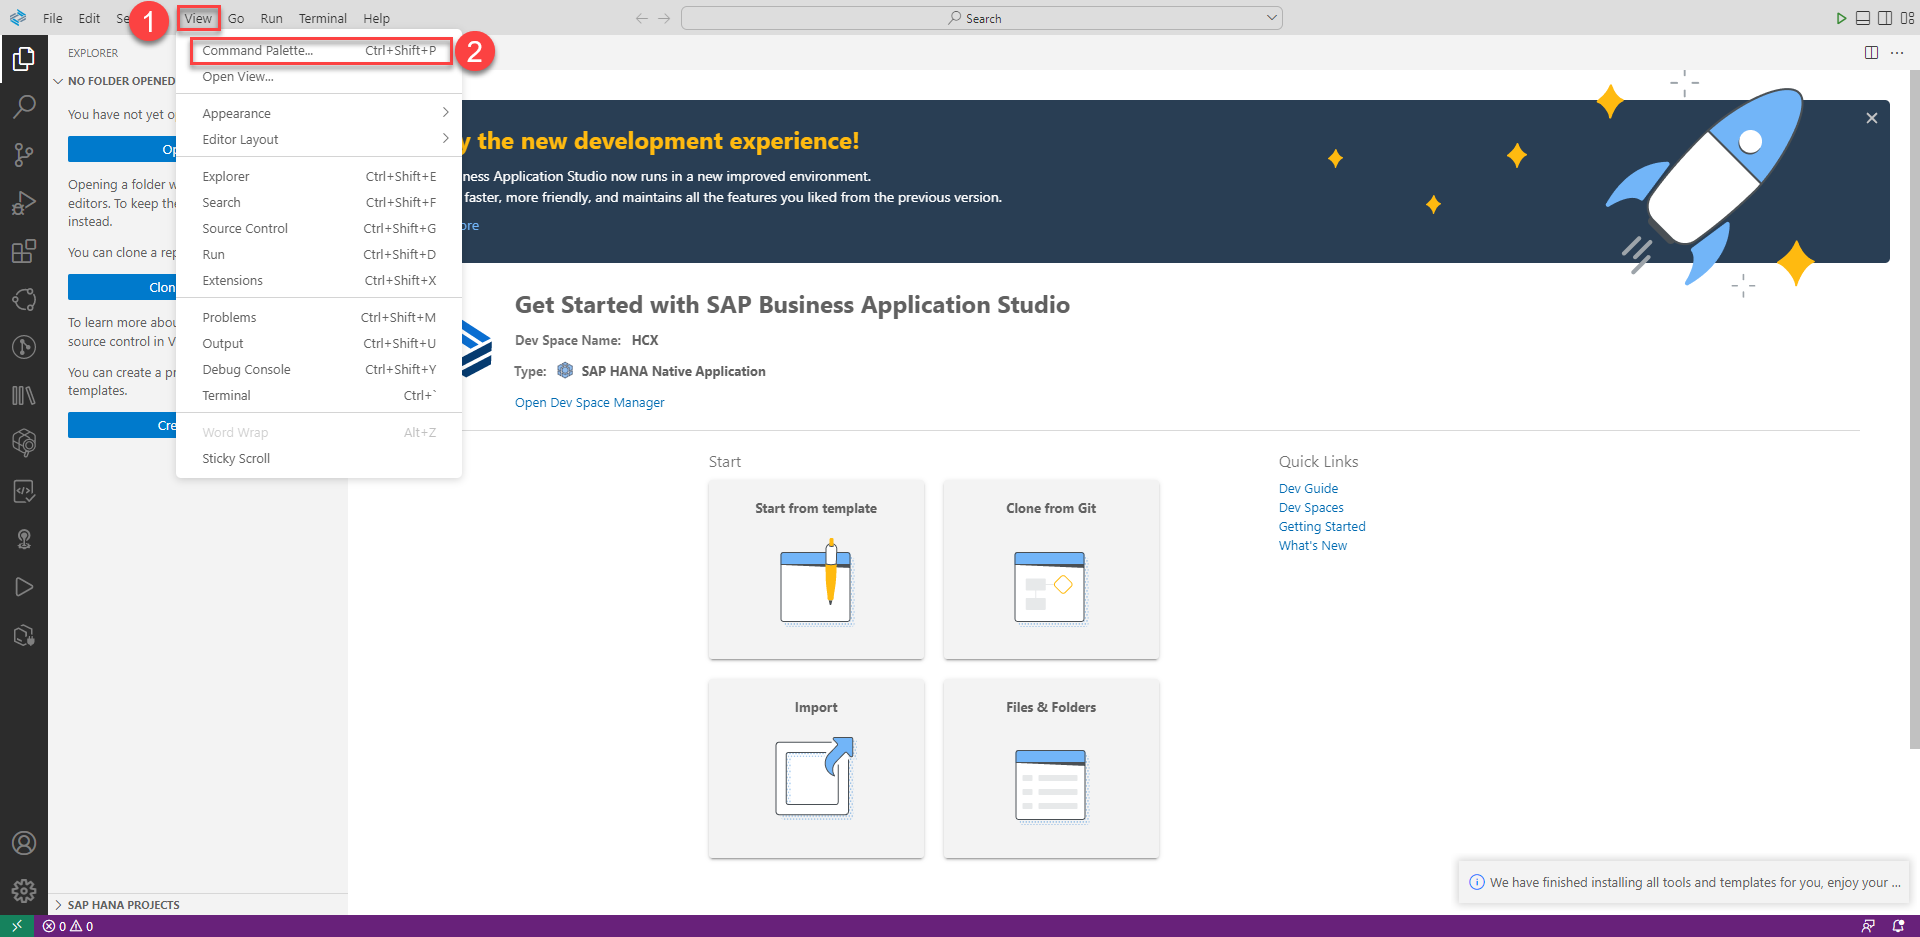 File Edit Se View Go Run Terminal Help
Search
1
2
EXPLORER
NO FOLDER OPENED
You have not yet o
Op
Opening a folder w
editors. To keep the
instead.
You can clone a rep
Clon
To learn more abou
source control in V
You can create a pr
templates.
Cre
SAP HANA PROJECTS
Command Palette... Ctrl+Shift+P
Open View...
Appearance
Editor Layout
Explorer Ctrl+Shift+E
Search Ctrl+Shift+F
Source Control Ctrl+Shift+G
Run Ctrl+Shift+D
Extensions Ctrl+Shift+X
Problems Ctrl+Shift+M
Output Ctrl+Shift+U
Debug Console Ctrl+Shift+Y
Terminal Ctrl+`
Word Wrap Alt+Z
Sticky Scroll
y the new development experience!
ness Application Studio now runs in a new improved environment.
faster, more friendly, and maintains all the features you liked from the previous version.
ore
Get Started with SAP Business Application Studio
Dev Space Name: HCX
Type: SAP HANA Native Application
Open Dev Space Manager
Start
Start from template
Clone from Git
Import
Files & Folders
Quick Links
Dev Guide
Dev Spaces
Getting Started
What's New
We have finished installing all tools and templates for you, enjoy your ...
0 0